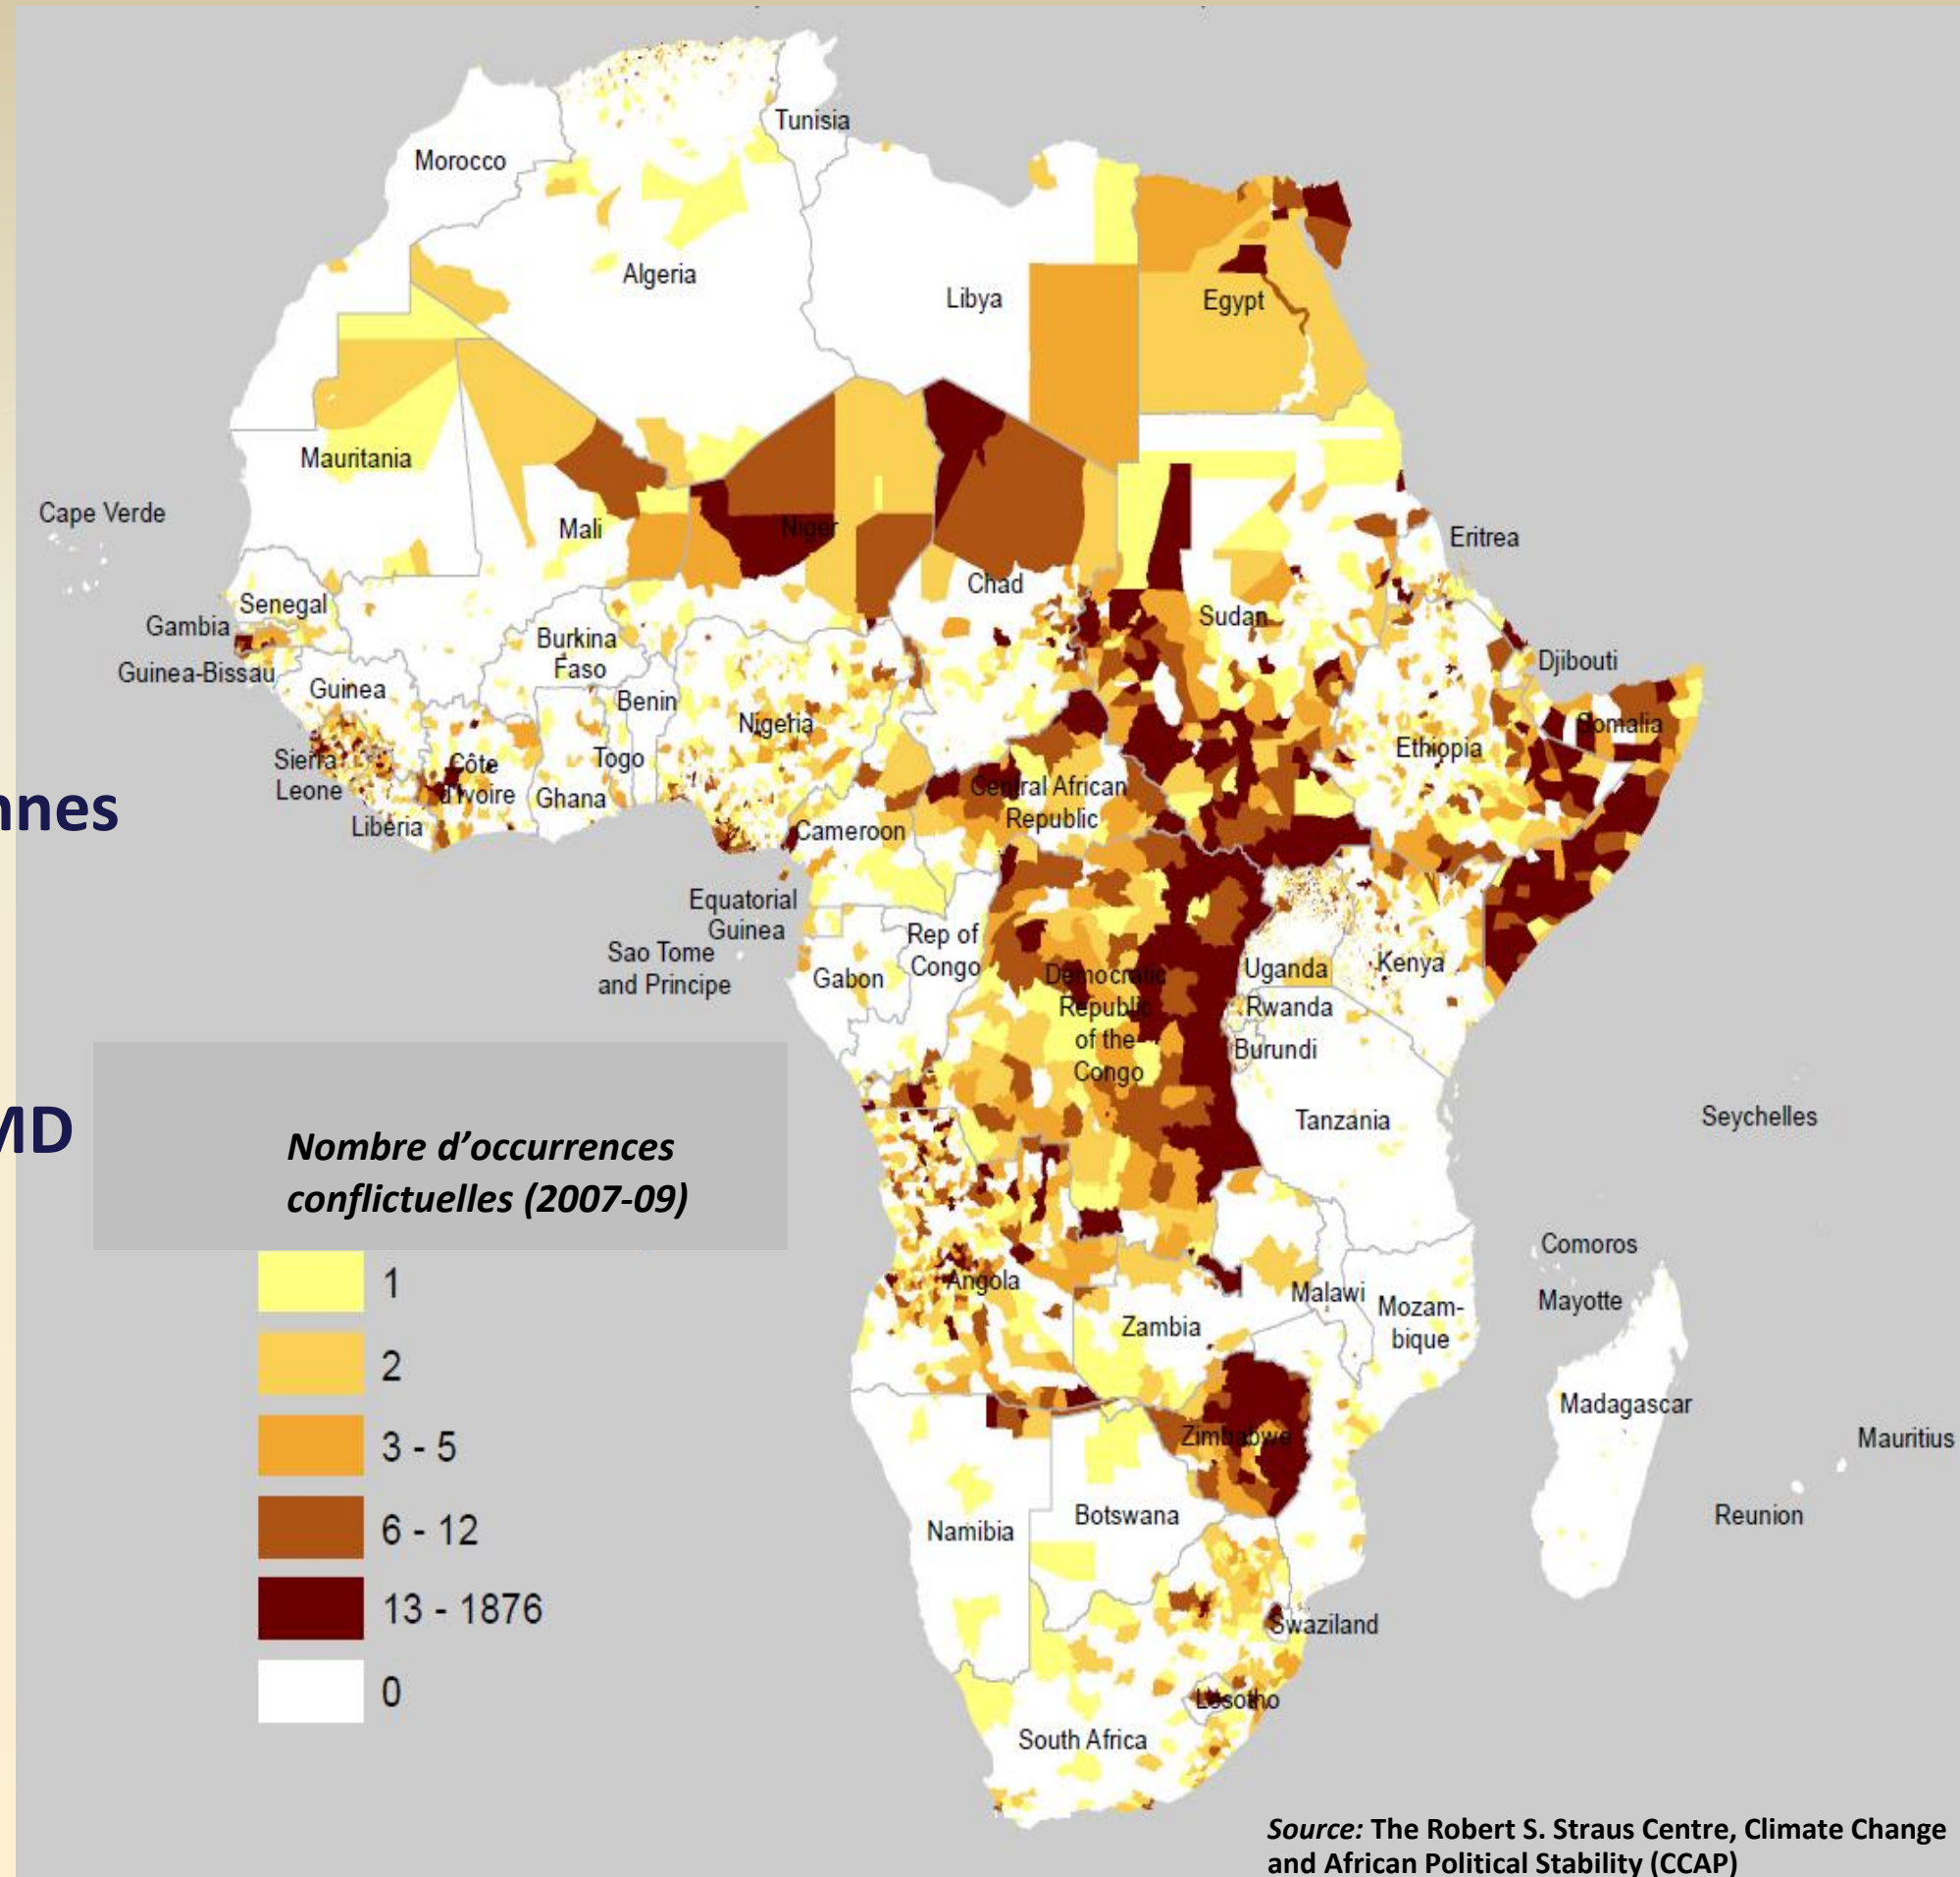 Tunisia
Morocco
Algeria
Libya
Egypt
Mauritania
Cape Verde
Mali
Niger
Eritrea
Chad
Senegal
Sudan
Gambia
Burkina
Faso
Djibouti
Guinea-Bissau
Guinea
Benin
Nigeria
Somalia
Ethiopia
Sierra
Leone
Côte
d'Ivoire
Togo
Ghana
Central African
Republic
nnes
Liberia
Cameroon
Equatorial
Guinea
Sao Tome
and Principe
Rep of
Congo
Gabon
Democratic
Republic
of the
Congo
Uganda
Kenya
Rwanda
Burundi
Tanzania
Seychelles
MD
Nombre d’occurrences
conflictuelles (2007-09)
1
2
3 - 5
6 - 12
13 - 1876
0
Comoros
Mayotte
Angola
Malawi
Mozam-
bique
Zambia
Madagascar
Zimbabwe
Mauritius
Botswana
Namibia
Reunion
Swaziland
Lesotho
South Africa
Source: The Robert S. Straus Centre, Climate Change
and African Political Stability (CCAP)